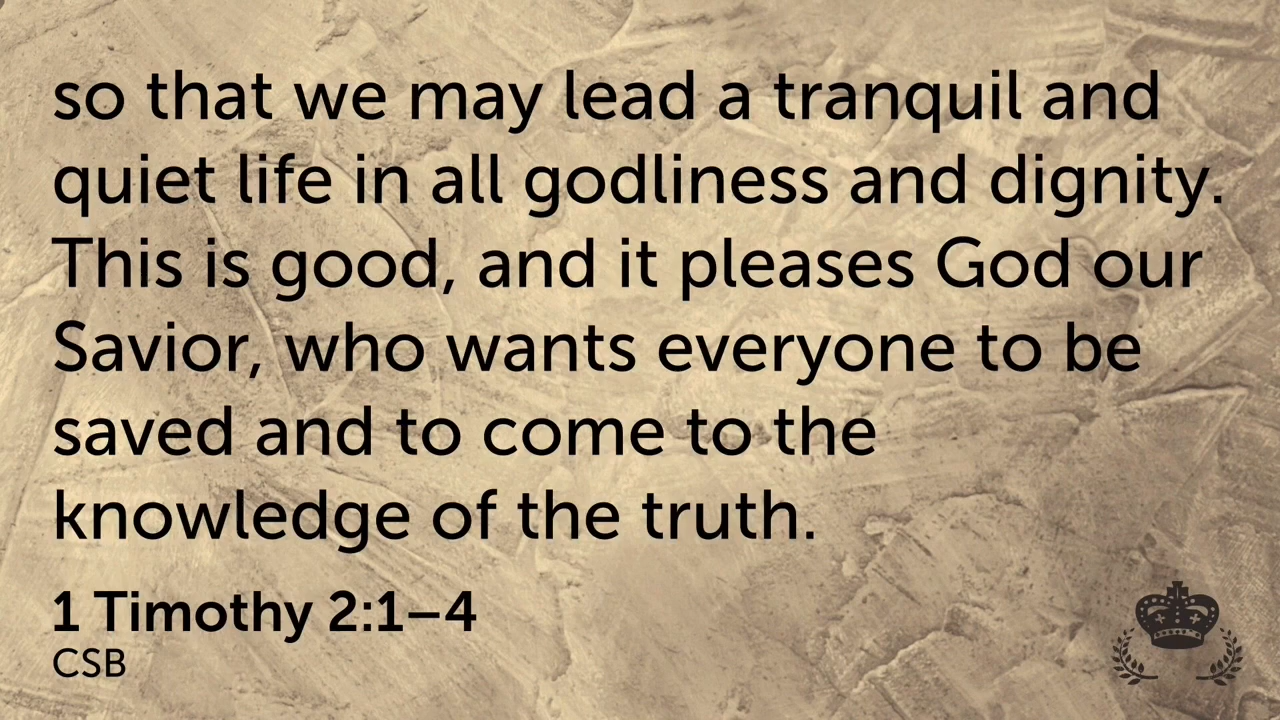 so that we may lead a tranquil and
quiet life in all godliness and dignity.
This is good, and it pleases God our
Savior, who wants everyone to be
saved and to come to the
knowledge of the truth.
1 Timothy 2:1–4
CSB